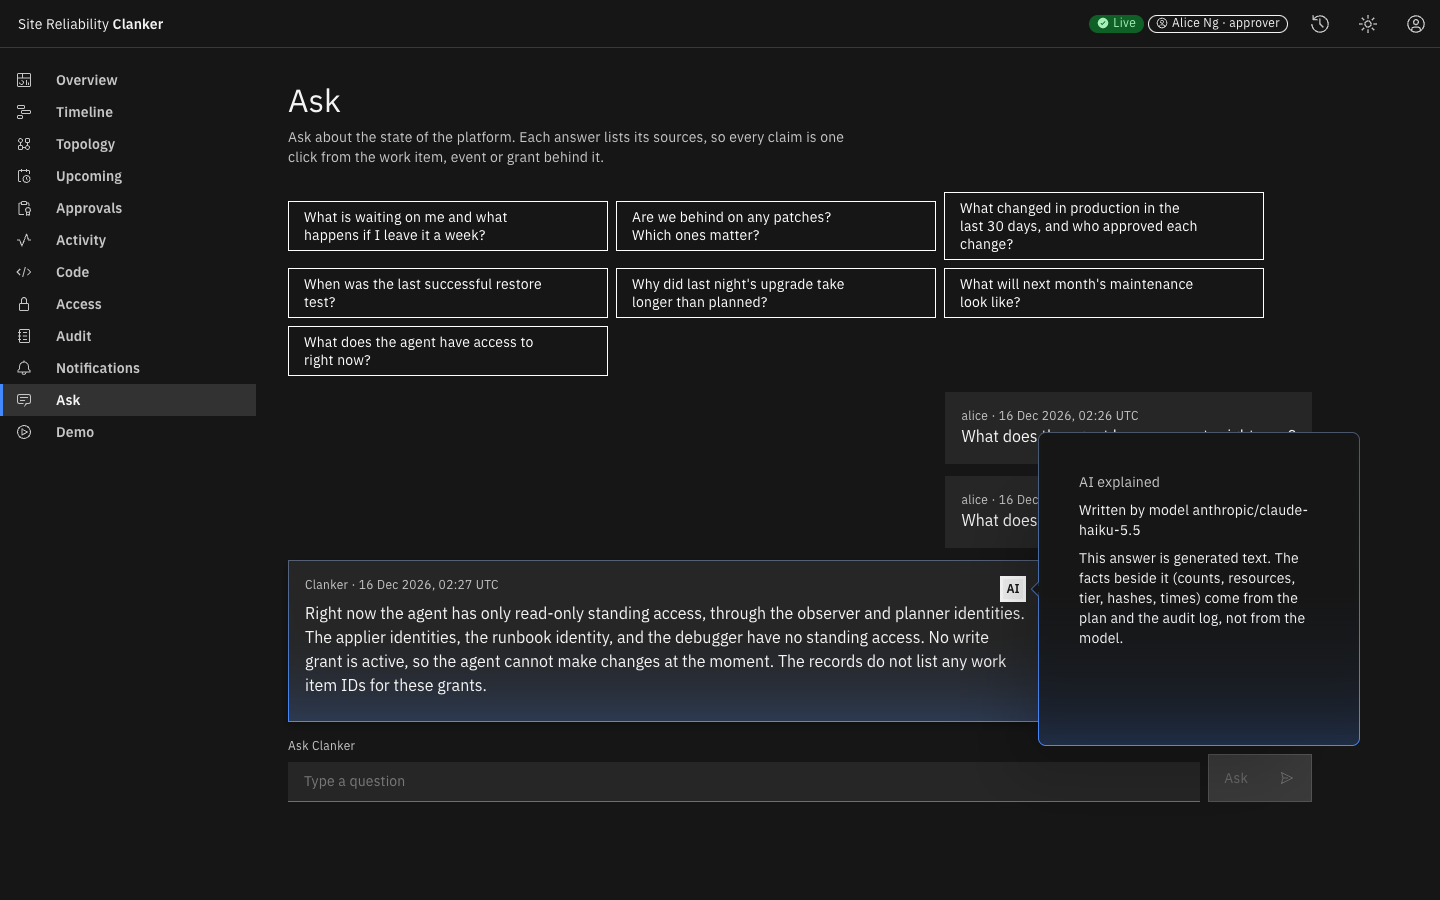 Site Reliability Clanker
Live
Alice Ng · approver
Overview
Timeline
Topology
Upcoming
Approvals
Activity
Code
Access
Audit
Notifications
Ask
Demo
Ask
Ask about the state of the platform. Each answer lists its sources, so every claim is one
click from the work item, event or grant behind it.
What is waiting on me and what
happens if I leave it a week?
Are we behind on any patches?
Which ones matter?
What changed in production in the
last 30 days, and who approved each
change?
When was the last successful restore
test?
Why did last night's upgrade take
longer than planned?
What will next month's maintenance
look like?
What does the agent have access to
right now?
alice · 16 Dec 2026, 02:26 UTC
What does
alice · 16 Dec
What does
Clanker · 16 Dec 2026, 02:27 UTC
AI
Right now the agent has only read-only standing access, through the observer and planner identities.
The applier identities, the runbook identity, and the debugger have no standing access. No write
grant is active, so the agent cannot make changes at the moment. The records do not list any work
item IDs for these grants.
AI explained
Written by model anthropic/claude-
haiku-5.5
This answer is generated text. The
facts beside it (counts, resources,
tier, hashes, times) come from the
plan and the audit log, not from the
model.
Ask Clanker
Type a question
Ask